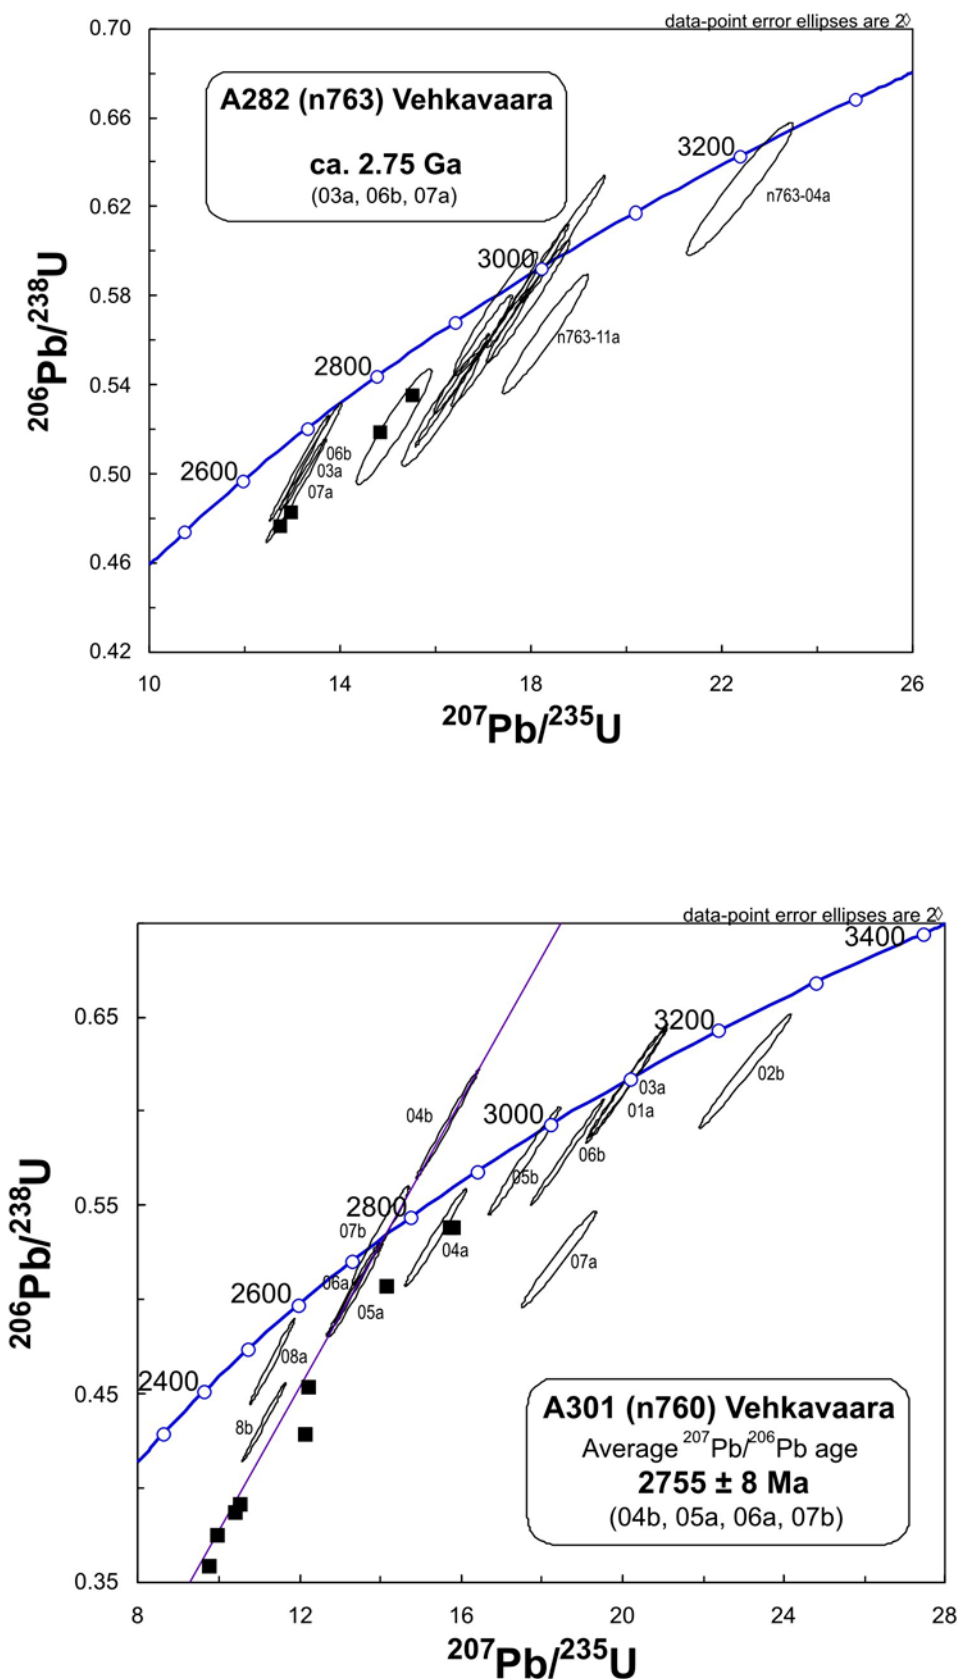 data-point error ellipses are 2◊
0.70
A282 (n763) Vehkavaara
ca. 2.75 Ga
(03a, 06b, 07a)
0.66
3200
n763-04a
0.62
3000
0.58
n763-11a
2800
0.54
2600
06b
03a
07a
0.50
0.46
0.42
206Pb/238U
10 14 18 22 26
207Pb/235U
data-point error ellipses are 2◊
3400
0.65
3200
02b
03a
01a
04b
3000
06b
05b
0.55
2800
07b
04a
07a
06a
05a
2600
08a
2400
0.45
8b
A301 (n760) Vehkavaara
Average 207Pb/206Pb age
2755 ± 8 Ma
(04b, 05a, 06a, 07b)
0.35
206Pb/238U
8 12 16 20 24 28
207Pb/235U